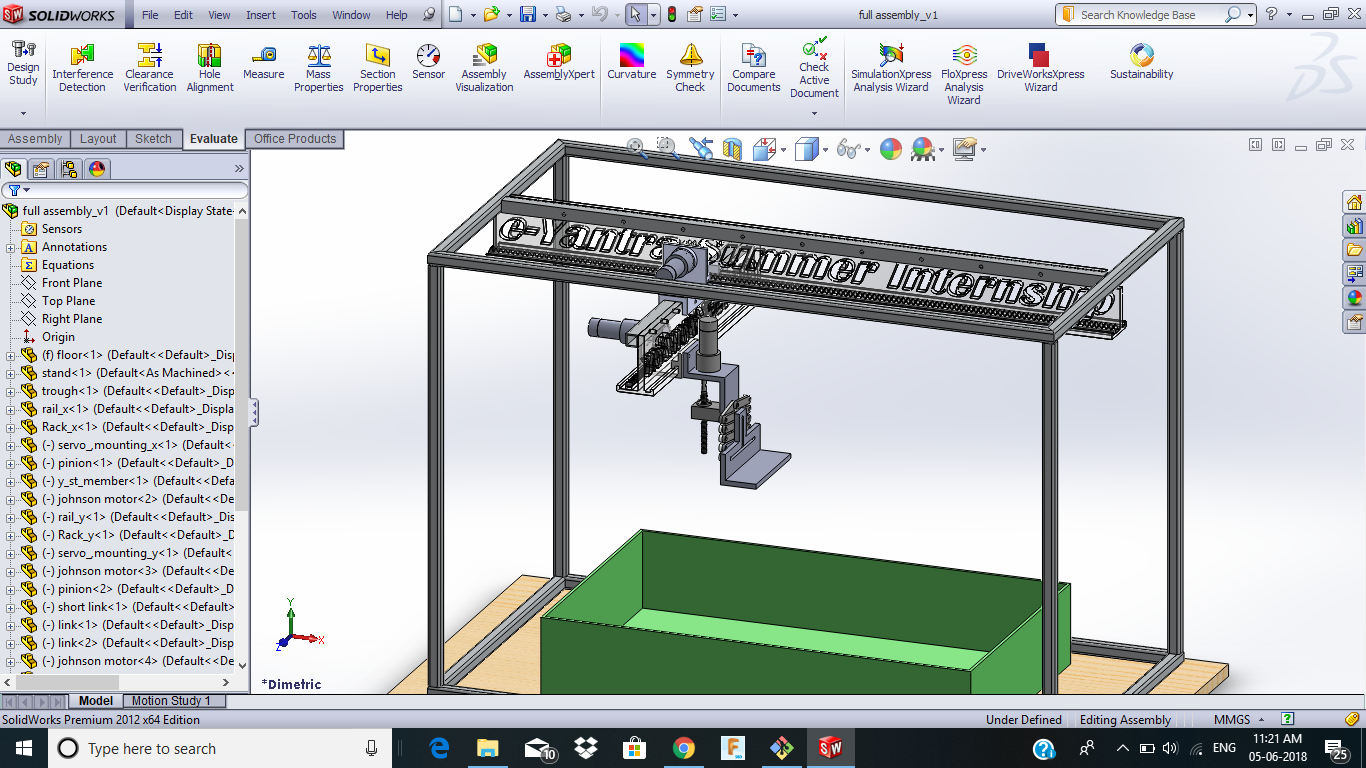 SOLIDWORKS File Edit View Insert Tools Window Help full assembly_v1 Search Knowledge Base
Design Study
Interference Detection
Clearance Verification
Hole Alignment
Measure
Mass Properties
Section Properties
Sensor
Assembly Visualization
AssemblyXpert
Curvature
Symmetry Check
Compare Documents
Check Active Document
SimulationXpress Analysis Wizard
FloXpress Analysis Wizard
DriveWorksXpress Wizard
Sustainability
Assembly Layout Sketch Evaluate Office Products
full assembly_v1 (Default<Display State-
Sensors
Annotations
Equations
Front Plane
Top Plane
Right Plane
Origin
(f) floor<1> (Default<<Default>_Disp
stand<1> (Default<As Machined><<
trough<1> (Default<<Default>_Disp
rail_x<1> (Default<<Default>_Displa
Rack_x<1> (Default<<Default>_Disp
(-) servo_.mounting_x<1> (Default<
(-) pinion<1> (Default<<Default>_D
(-) y_st_member<1> (Default<<Defa
(-) johnson motor<2> (Default<<De
(-) rail_y<1> (Default<<Default>_Dis
(-) Rack_y<1> (Default<<Default>_D
(-) servo_mounting_y<1> (Default<
(-) johnson motor<3> (Default<<De
(-) pinion<2> (Default<<Default>_D
(-) short link<1> (Default<<Default>
(-) link<1> (Default<<Default>_Disp
(-) link<2> (Default<<Default>_Disp
(-) johnson motor<4> (Default<<De
e-Yantra summer Internship
Y
X
Z
*Dimetric
Model Motion Study 1
SolidWorks Premium 2012 x64 Edition Under Defined Editing Assembly MMGS
Type here to search 10 ENG 11:21 AM
05-06-2018 25